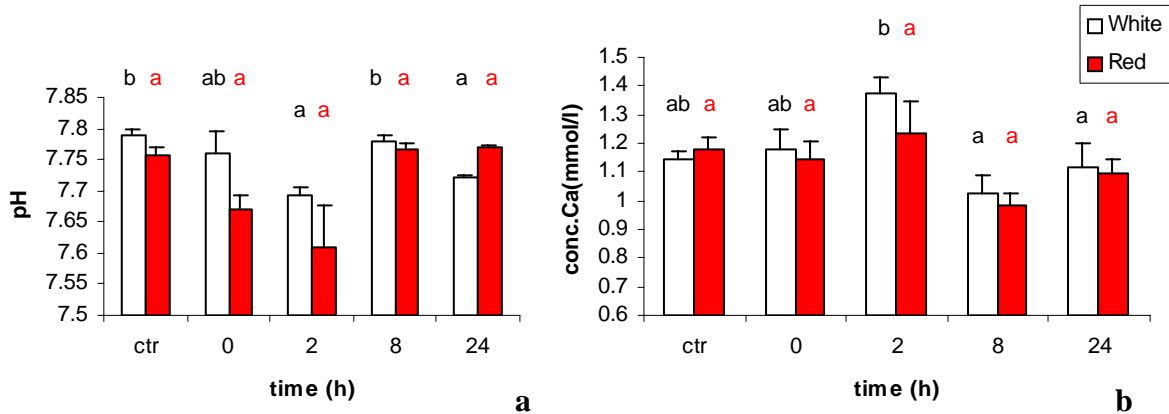 b a ab a a a b a a a
7.85
7.8
7.75
7.7
7.65
7.6
7.55
7.5
pH
ctr 0 2 8 24
time (h)
a
White
Red
b a
ab a ab a a a a a
1.5
1.4
1.3
1.2
1.1
1
0.9
0.8
0.7
0.6
conc.Ca(mmol/l)
ctr 0 2 8 24
time (h)
b